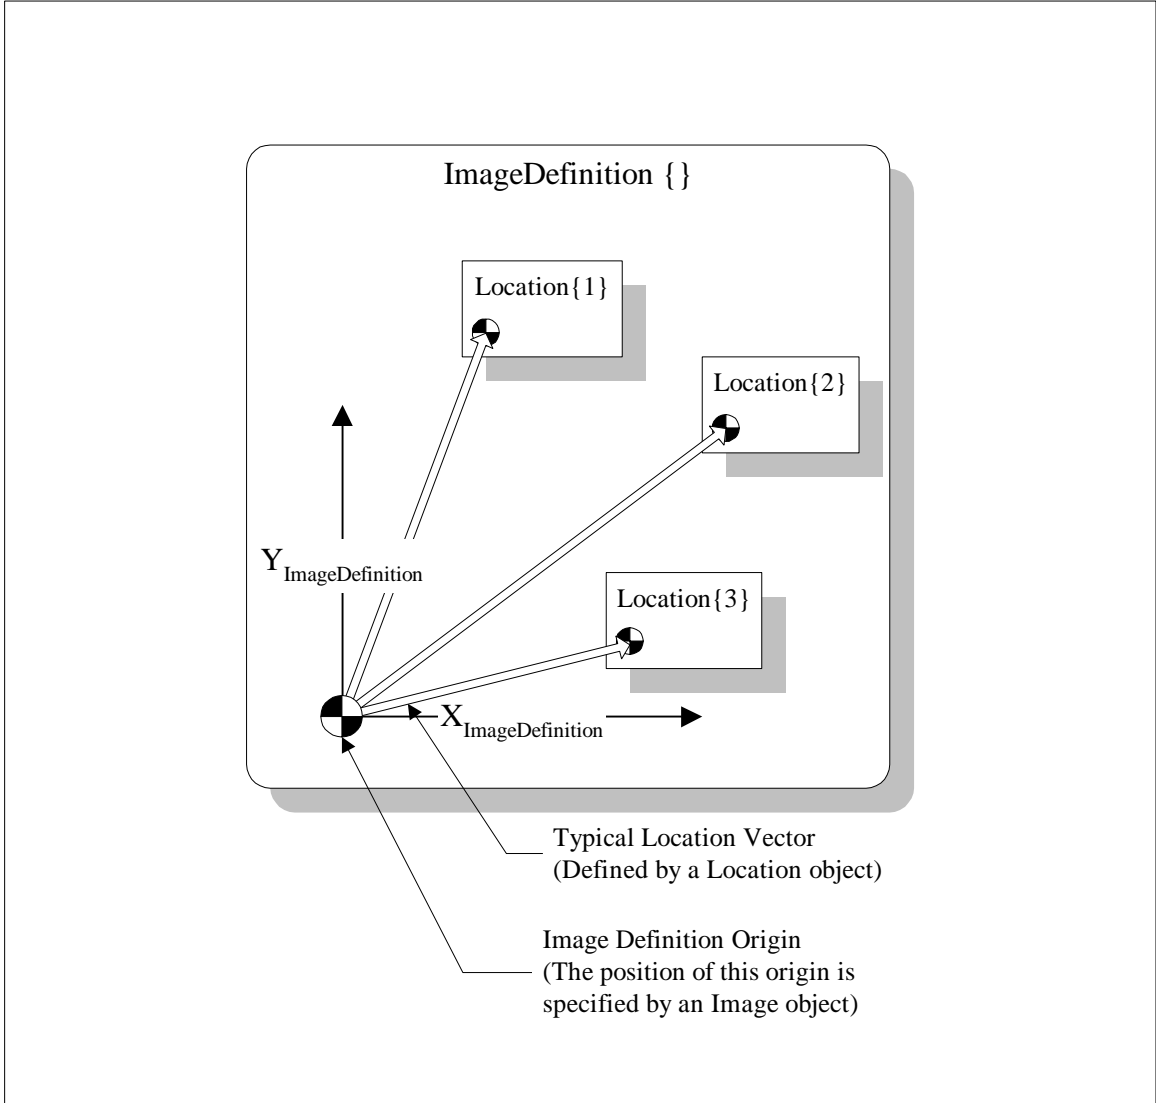 ImageDefinition {}
Location{1}
Location{2}
Y ImageDefinition
Location{3}
X ImageDefinition
Typical Location Vector
(Defined by a Location object)
Image Definition Origin
(The position of this origin is
specified by an Image object)